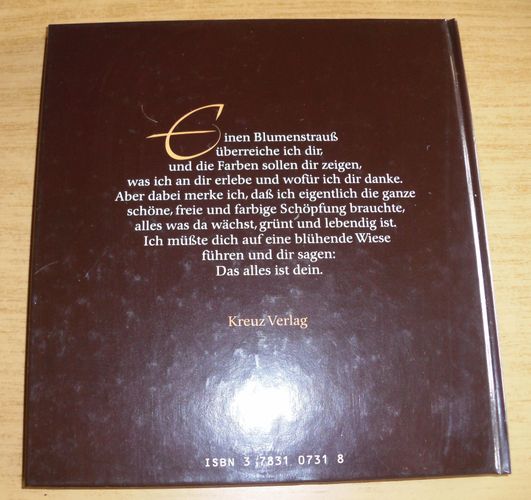 Einen Blumenstrauß
überreiche ich dir,
und die Farben sollen dir zeigen,
was ich an dir erlebe und wofür ich dir danke.
Aber dabei merke ich, daß ich eigentlich die ganze
schöne, freie und farbige Schöpfung brauchte,
alles was da wächst, grünt und lebendig ist.
Ich müßte dich auf eine blühende Wiese
führen und dir sagen:
Das alles ist dein.
Kreuz Verlag
ISBN 3 7831 0731 8